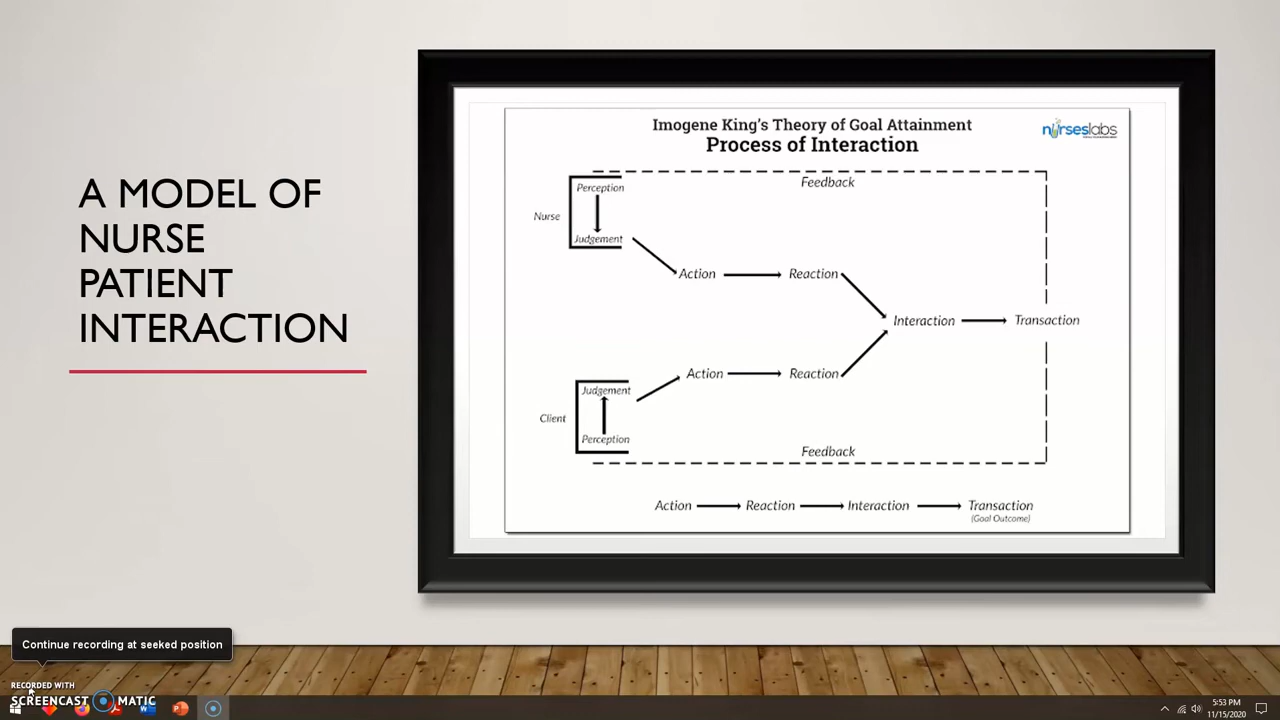 A MODEL OF
NURSE
PATIENT
INTERACTION
Imogene King's Theory of Goal Attainment
Process of Interaction
nurseslabs
Feedback
Perception
Nurse
Judgement
Action
Reaction
Interaction
Transaction
Action
Reaction
Judgement
Client
Perception
Feedback
Action
Reaction
Interaction
Transaction
(Goal Outcome)
Continue recording at seeked position
RECORDED WITH
SCREENCAST MATIC
5:53 PM
11/15/2020